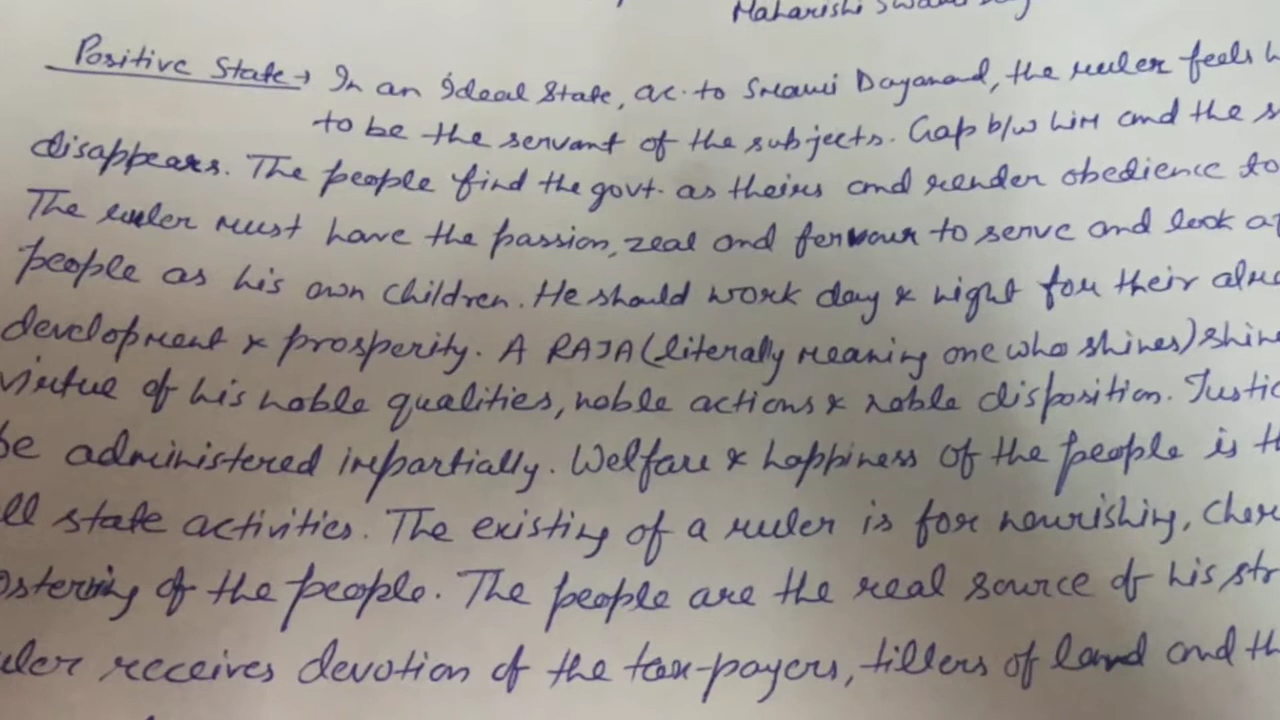 Maharishi Swami
Positive State → In an Ideal State, ac. to Swami Dayanand, the ruler feels
to be the servant of the subjects. Gap b/w him and the
disappears. The people find the govt. as theirs and render obedience to
The ruler must have the passion, zeal and fervour to serve and look
people as his own children. He should work day & night for their
development & prosperity. A RAJA (literally meaning one who shines)
virtue of his noble qualities, noble actions & noble disposition.
be administered impartially. Welfare & happiness of the people is
state activities. The existing of a ruler is for nourishing,
of the people. The people are the real source of his
receives devotion of the tax-payers, tillers of land and